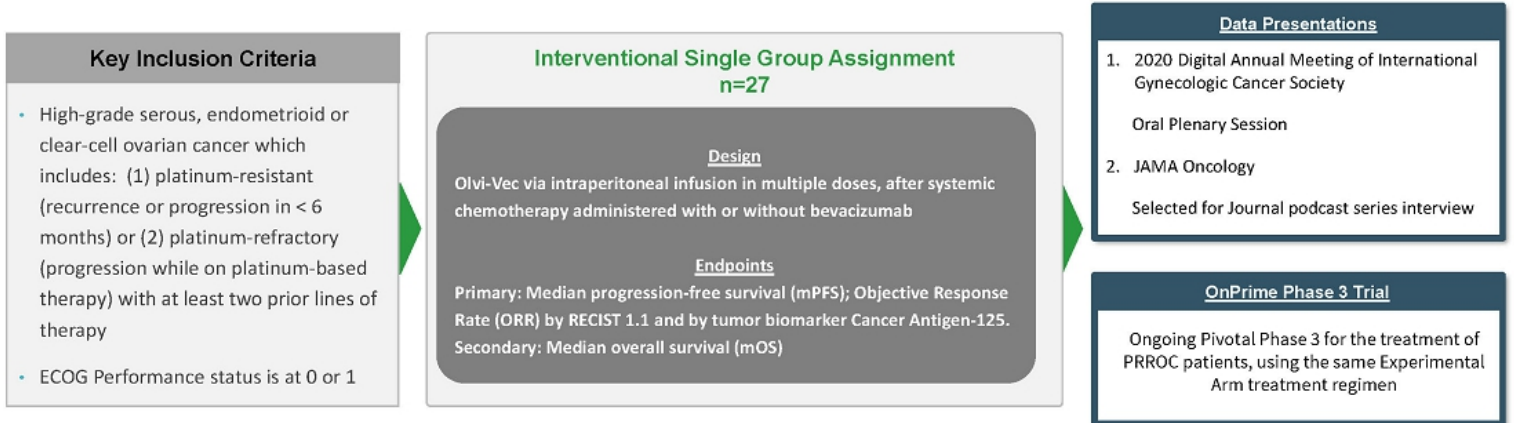 Key Inclusion Criteria
• High-grade serous, endometrioid or
clear-cell ovarian cancer which
includes: (1) platinum-resistant
(recurrence or progression in < 6
months) or (2) platinum-refractory
(progression while on platinum-based
therapy) with at least two prior lines of
therapy
• ECOG Performance status is at 0 or 1
Interventional Single Group Assignment
n=27
Design
Olvi-Vec via intraperitoneal infusion in multiple doses, after systemic
chemotherapy administered with or without bevacizumab
Endpoints
Primary: Median progression-free survival (mPFS); Objective Response
Rate (ORR) by RECIST 1.1 and by tumor biomarker Cancer Antigen-125.
Secondary: Median overall survival (mOS)
Data Presentations
1. 2020 Digital Annual Meeting of International
Gynecologic Cancer Society
Oral Plenary Session
2. JAMA Oncology
Selected for Journal podcast series interview
OnPrime Phase 3 Trial
Ongoing Pivotal Phase 3 for the treatment of
PRROC patients, using the same Experimental
Arm treatment regimen